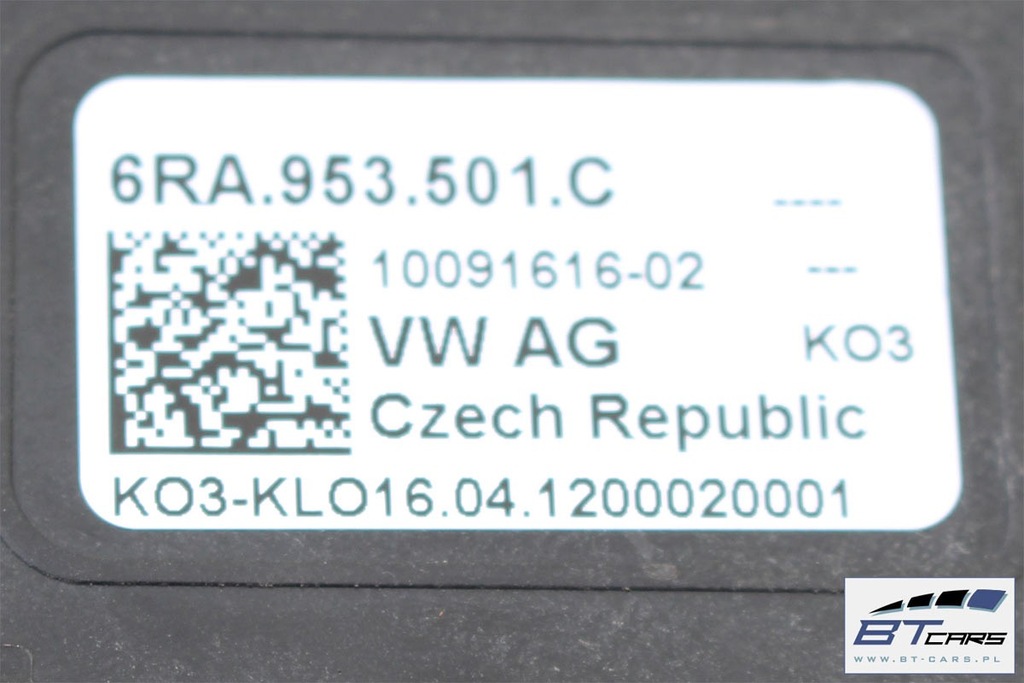 6RA.953.501.C ----
10091616-02 ---
VW AG KO3
Czech Republic
KO3-KLO16.04.1200020001
BT CARS
WWW.BT-CARS.PL